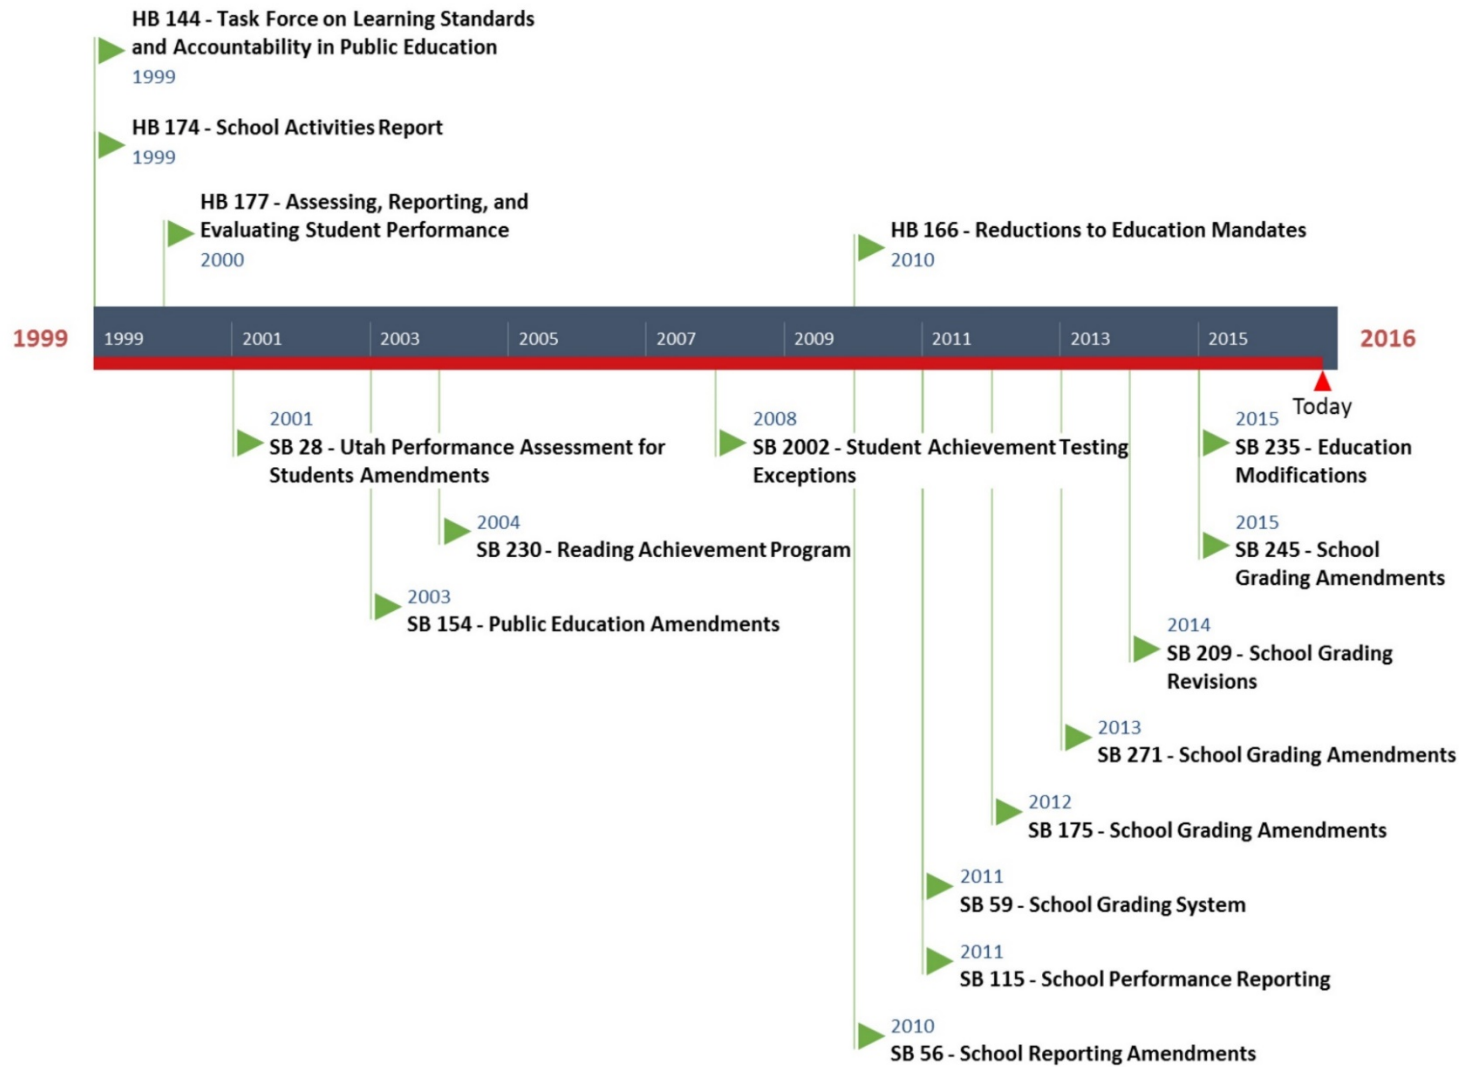 HB 144 - Task Force on Learning Standards
and Accountability in Public Education
1999
HB 174 - School Activities Report
1999
HB 177 - Assessing, Reporting, and
Evaluating Student Performance
2000
HB 166 - Reductions to Education Mandates
2010
1999
1999
2001
2003
2005
2007
2009
2011
2013
2015
2016
Today
2001
SB 28 - Utah Performance Assessment for
Students Amendments
2008
SB 2002 - Student Achievement Testing
Exceptions
2015
SB 235 - Education
Modifications
2004
SB 230 - Reading Achievement Program
2015
SB 245 - School
Grading Amendments
2003
SB 154 - Public Education Amendments
2014
SB 209 - School Grading
Revisions
2013
SB 271 - School Grading Amendments
2012
SB 175 - School Grading Amendments
2011
SB 59 - School Grading System
2011
SB 115 - School Performance Reporting
2010
SB 56 - School Reporting Amendments